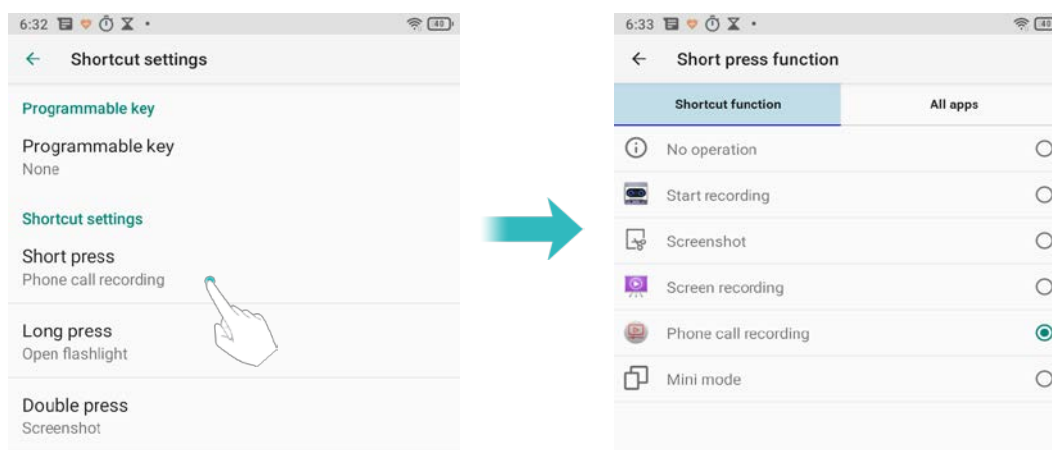 6:32
40
Shortcut settings
Programmable key
Programmable key
None
Shortcut settings
Short press
Phone call recording
Long press
Open flashlight
Double press
Screenshot
6:33
40
Short press function
Shortcut function
All apps
No operation
Start recording
Screenshot
Screen recording
Phone call recording
Mini mode